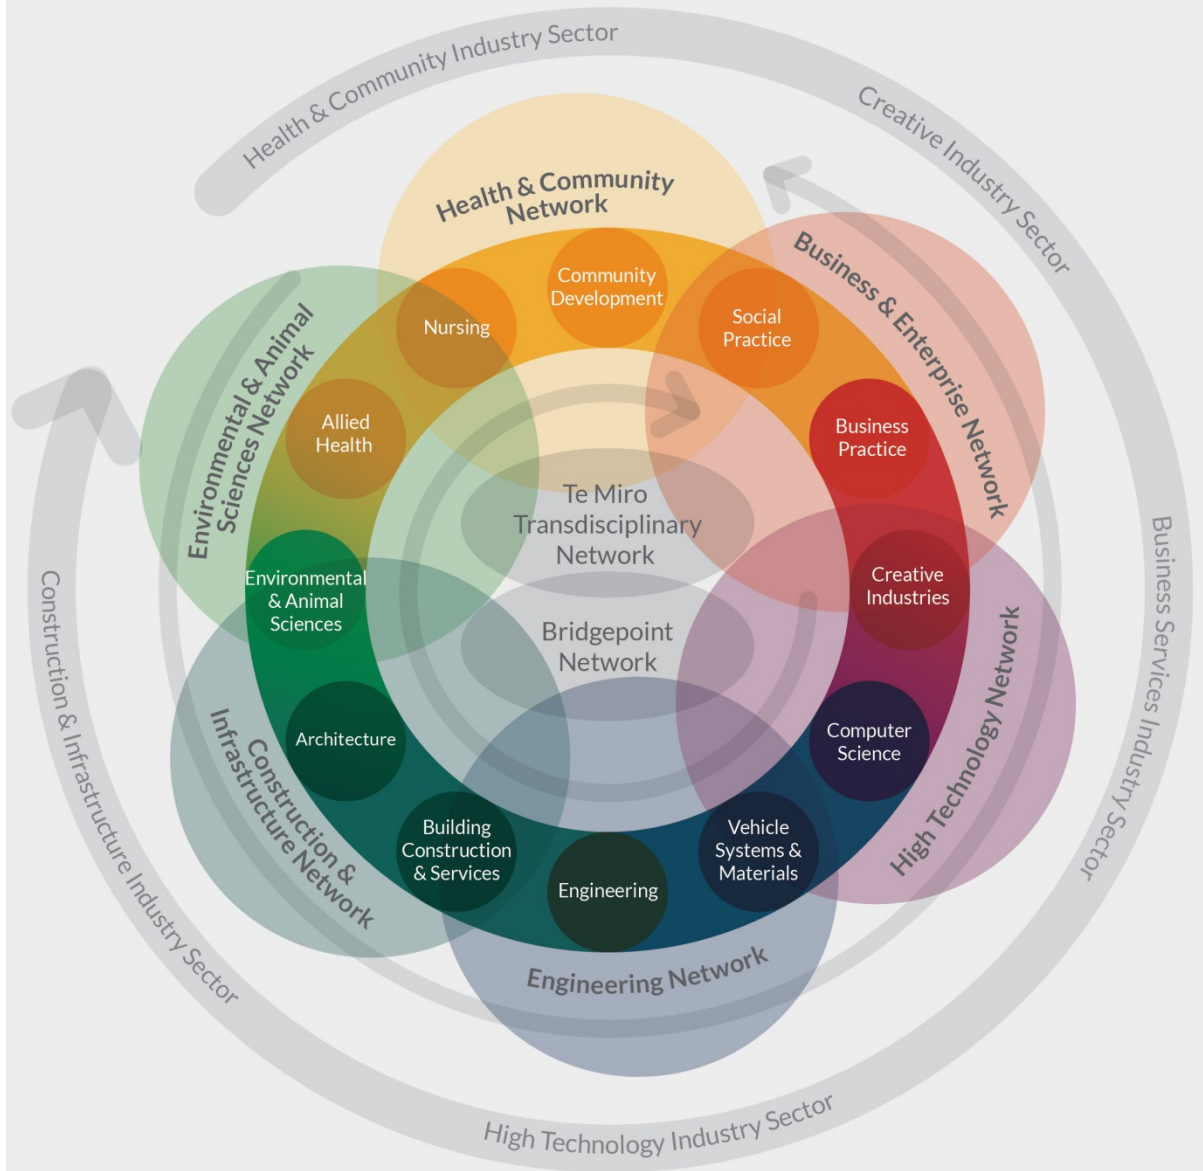 Health & Community Industry Sector
Creative Industry Sector
Business Services Industry Sector
High Technology Industry Sector
Construction & Infrastructure Industry Sector
Health & Community
Network
Business & Enterprise Network
High Technology Network
Engineering Network
Construction &
Infrastructure Network
Environmental & Animal
Sciences Network
Community
Development
Social
Practice
Business
Practice
Creative
Industries
Computer
Science
Vehicle
Systems &
Materials
Engineering
Building
Construction
& Services
Architecture
Environmental
& Animal
Sciences
Allied
Health
Nursing
Te Miro
Transdisciplinary
Network
Bridgepoint
Network